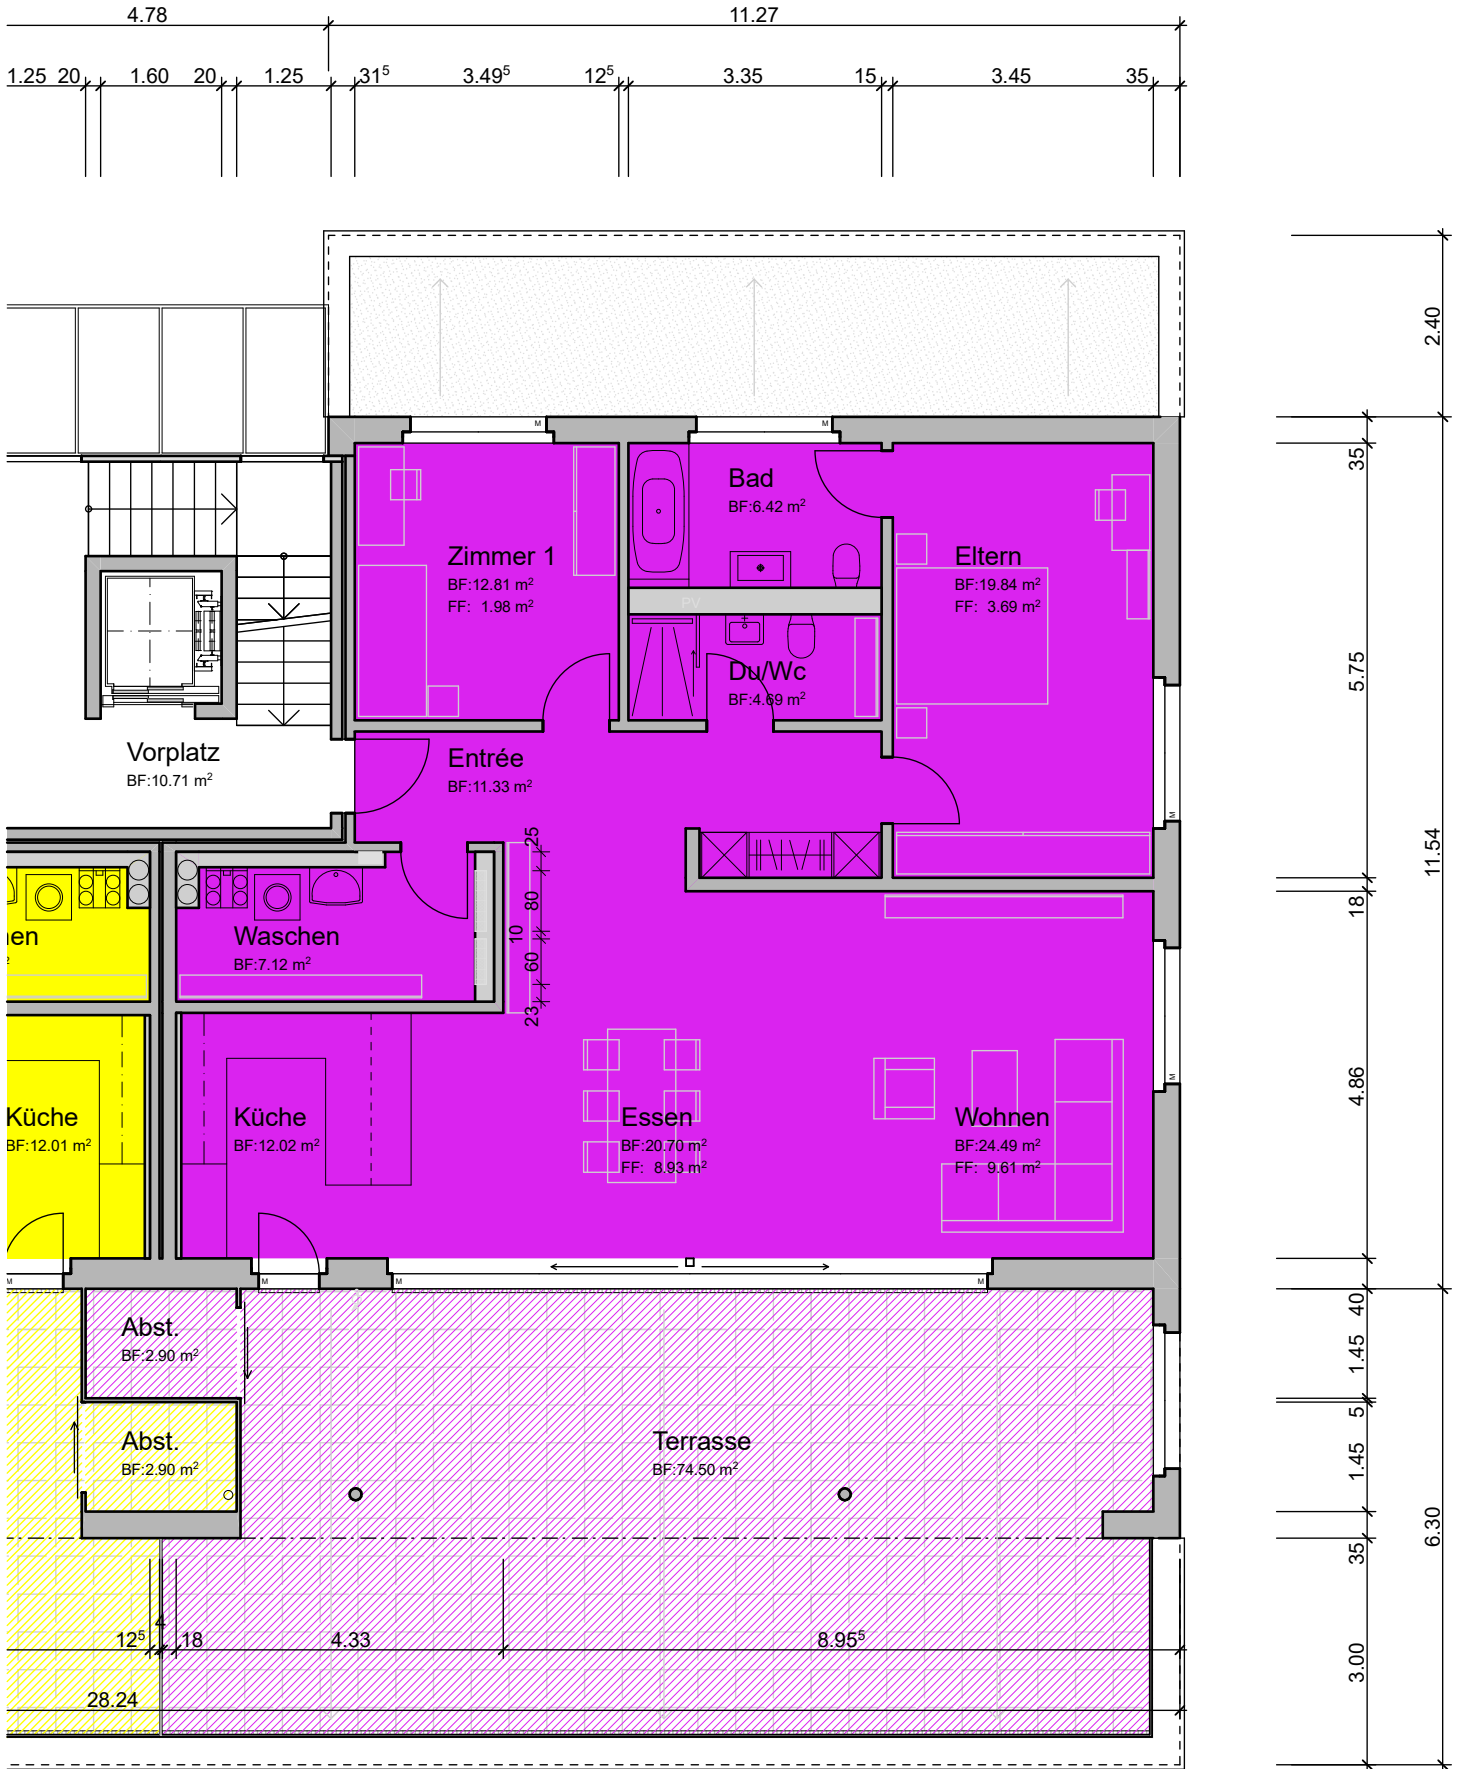 4.78
11.27
1.25 20 1.60 20 1.25 31⁵ 3.49⁵ 12⁵ 3.35 15 3.45 35
2.40
M
M
35
Bad
BF:6.42 m²
Zimmer 1
BF:12.81 m²
FF: 1.98 m²
Eltern
BF:19.84 m²
FF: 3.69 m²
PV
Du/Wc
BF:4.69 m²
5.75
Vorplatz
BF:10.71 m²
Entrée
BF:11.33 m²
M
25
11.54
80
18
10
hen
²
Waschen
BF:7.12 m²
60
23
M
4.86
Küche
BF:12.01 m²
Küche
BF:12.02 m²
Essen
BF:20.70 m²
FF: 8.93 m²
Wohnen
BF:24.49 m²
FF: 9.61 m²
M
M
M
M
40
Abst.
BF:2.90 m²
1.45
5
Abst.
BF:2.90 m²
Terrasse
BF:74.50 m²
1.45
35
6.30
4
12⁵ 18 4.33 8.95⁵
3.00
28.24